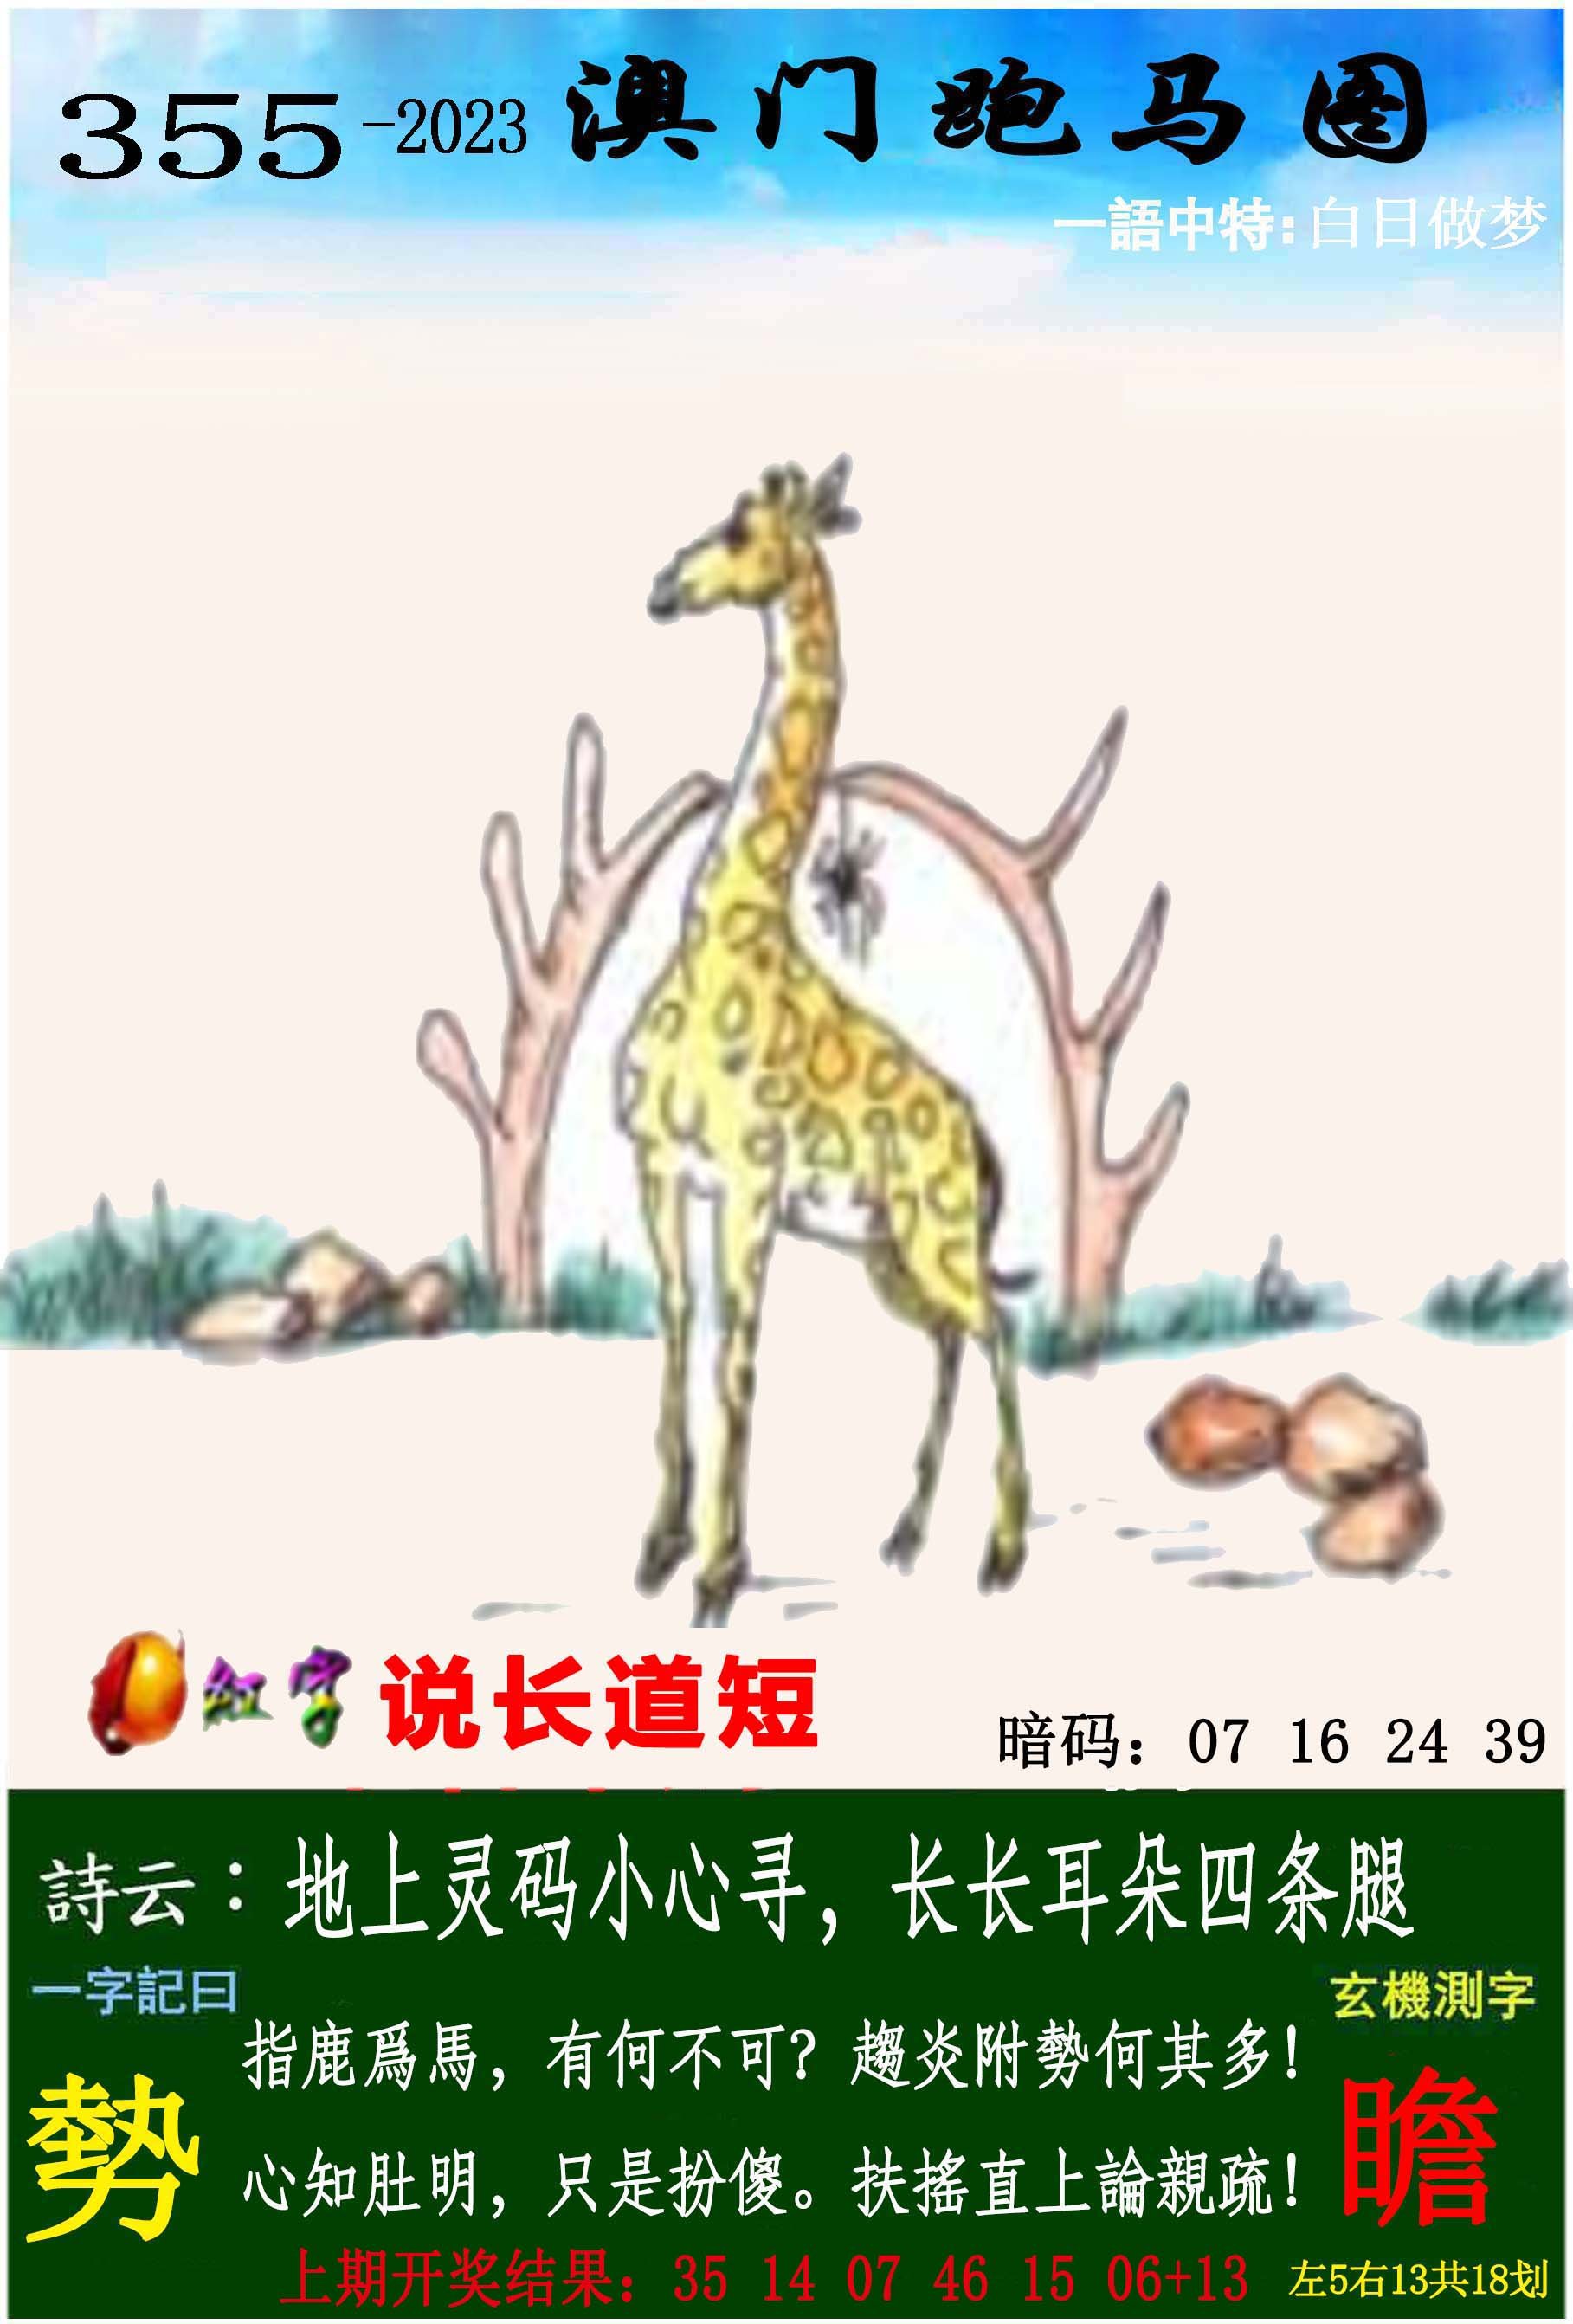 355-2023 澳门跑马图
一語中特:白日做梦
红字 说长道短
暗码: 07 16 24 39
詩云:地上灵码小心寻,长长耳朵四条腿
一字記曰
玄機測字
指鹿爲馬,有何不可?趨炎附勢何其多!
勢
瞻
心知肚明,只是扮傻。扶搖直上論親疏!
上期开奖结果: 35 14 07 46 15 06+13
左5右13共18划